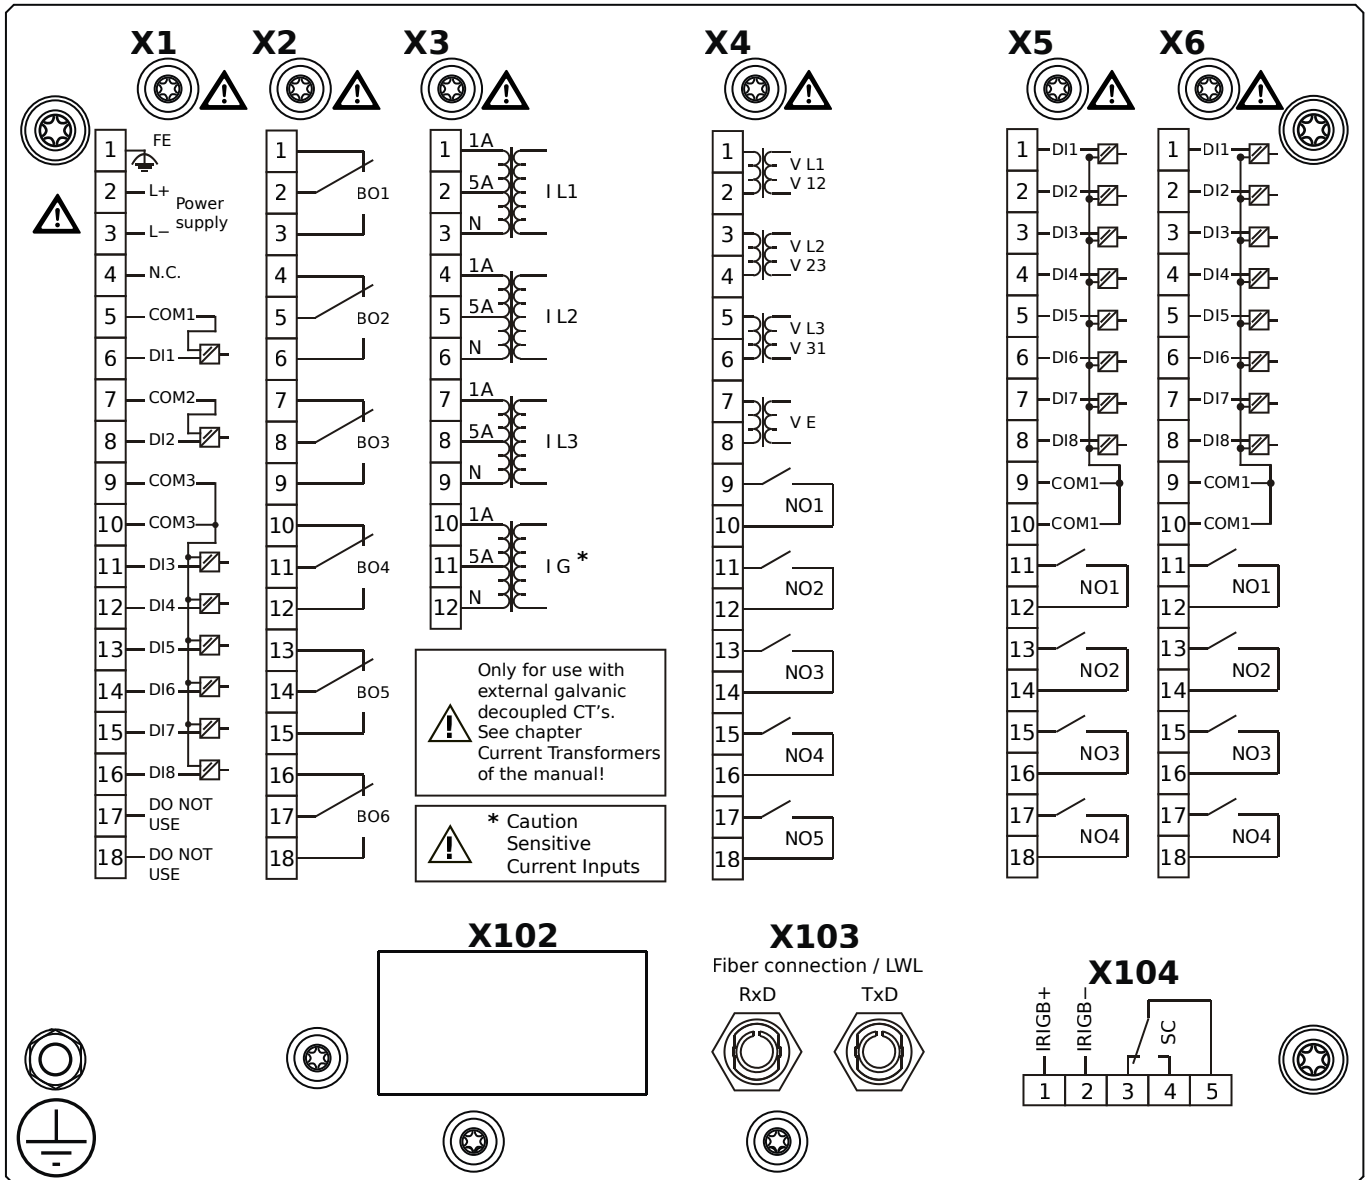 X1 X2 X3 X4 X5 X6
1 FE
2 L+ Power
supply
3 L−
4 N.C.
5 COM1
6 DI1
7 COM2
8 DI2
9 COM3
10 COM3
11 DI3
12 DI4
13 DI5
14 DI6
15 DI7
16 DI8
17 DO NOT
USE
18 DO NOT
USE
1
2 BO1
3
4
5 BO2
6
7
8 BO3
9
10
11 BO4
12
13
14 BO5
15
16
17 BO6
18
1 1A
2 5A I L1
3 N
4 1A
5 5A I L2
6 N
7 1A
8 5A I L3
9 N
10 1A
11 5A I G *
12 N
Only for use with
external galvanic
decoupled CT's.
See chapter
Current Transformers
of the manual!
* Caution
Sensitive
Current Inputs
1 V L1
2 V 12
3 V L2
4 V 23
5 V L3
6 V 31
7 V E
8
9 NO1
10
11 NO2
12
13 NO3
14
15 NO4
16
17 NO5
18
1 DI1
2 DI2
3 DI3
4 DI4
5 DI5
6 DI6
7 DI7
8 DI8
9 COM1
10 COM1
11 NO1
12
13 NO2
14
15 NO3
16
17 NO4
18
1 DI1
2 DI2
3 DI3
4 DI4
5 DI5
6 DI6
7 DI7
8 DI8
9 COM1
10 COM1
11 NO1
12
13 NO2
14
15 NO3
16
17 NO4
18
X102
X103
Fiber connection / LWL
RxD TxD
X104
IRIGB+ IRIGB− SC
1 2 3 4 5